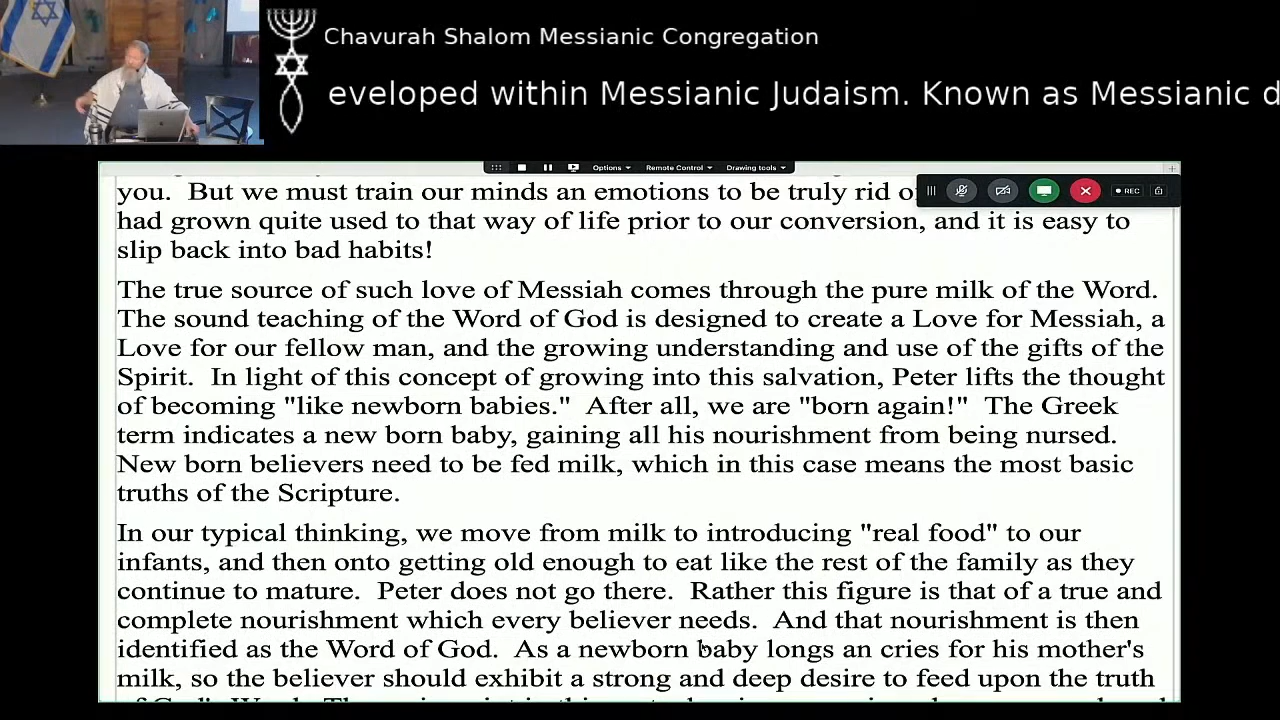 Chavurah Shalom Messianic Congregation
eveloped within Messianic Judaism. Known as Messianic d
Options
Remote Control
Drawing tools
REC
you.  But we must train our minds an emotions to be truly rid
had grown quite used to that way of life prior to our conversion, and it is easy to
slip back into bad habits!
The true source of such love of Messiah comes through the pure milk of the Word.
The sound teaching of the Word of God is designed to create a Love for Messiah, a
Love for our fellow man, and the growing understanding and use of the gifts of the
Spirit.  In light of this concept of growing into this salvation, Peter lifts the thought
of becoming "like newborn babies."  After all, we are "born again!"  The Greek
term indicates a new born baby, gaining all his nourishment from being nursed.
New born believers need to be fed milk, which in this case means the most basic
truths of the Scripture.
In our typical thinking, we move from milk to introducing "real food" to our
infants, and then onto getting old enough to eat like the rest of the family as they
continue to mature.  Peter does not go there.  Rather this figure is that of a true and
complete nourishment which every believer needs.  And that nourishment is then
identified as the Word of God.  As a newborn baby longs an cries for his mother's
milk, so the believer should exhibit a strong and deep desire to feed upon the truth